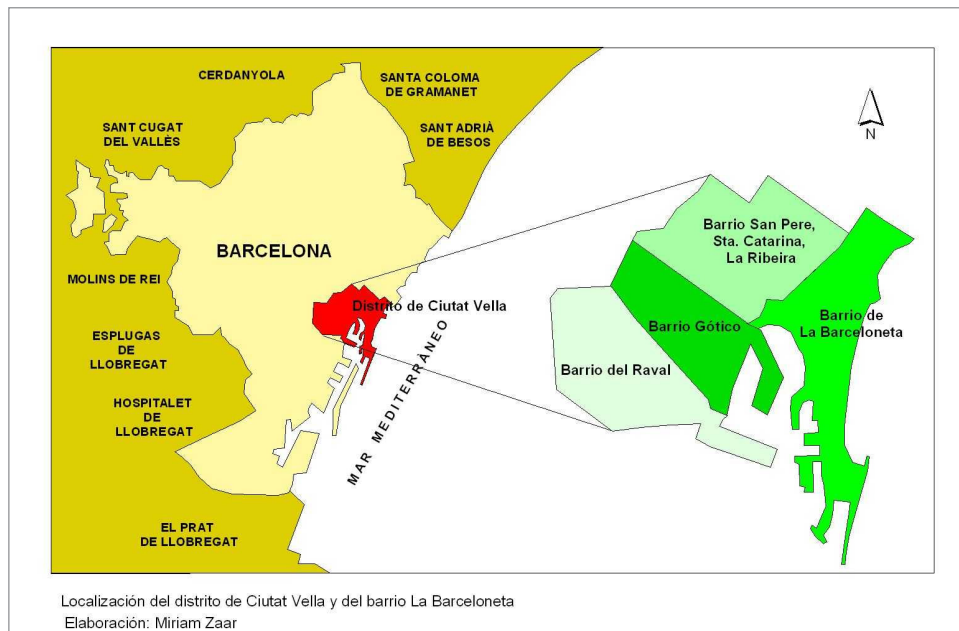 CERDANYOLA
SANTA COLOMA
DE GRAMANET
SANT CUGAT
DEL VALLÈS
SANT ADRIÀ
DE BESOS
N
BARCELONA
MOLINS DE REI
Distrito de Ciutat Vella
ESPLUGAS
DE
LLOBREGAT
HOSPITALET
DE
LLOBREGAT
MAR MEDITERRÀNEO
EL PRAT
DE LLOBREGAT
Barrio San Pere,
Sta. Catarina,
La Ribeira
Barrio Gótico
Barrio de
La Barceloneta
Barrio del Raval
Localización del distrito de Ciutat Vella y del barrio La Barceloneta
Elaboración: Miriam Zaar